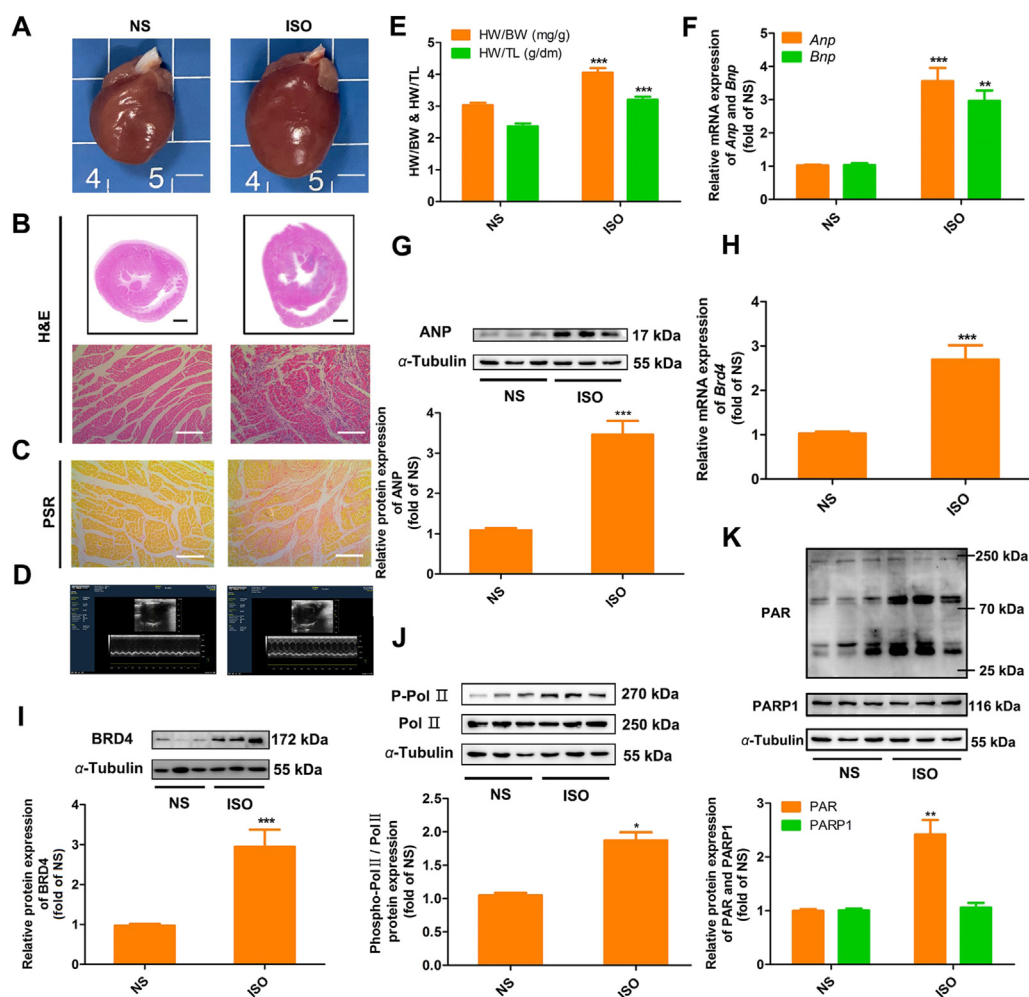 A
NS
ISO
4
5
4
5
B
H&E
C
PSR
D
E
HW/BW (mg/g)
HW/TL (g/dm)
HW/BW & HW/TL
6
5
4
3
2
1
0
***
***
NS
ISO
F
Anp
Bnp
Relative mRNA expression
of Anp and Bnp
(fold of NS)
5
4
3
2
1
0
***
**
NS
ISO
G
ANP
17 kDa
α-Tubulin
55 kDa
NS
ISO
Relative protein expression
of ANP
(fold of NS)
4
3
2
1
0
***
NS
ISO
H
Relative mRNA expression
of Brd4
(fold of NS)
4
3
2
1
0
***
NS
ISO
I
BRD4
172 kDa
α-Tubulin
55 kDa
NS
ISO
Relative protein expression
of BRD4
(fold of NS)
4
3
2
1
0
***
NS
ISO
J
P-Pol Ⅱ
270 kDa
Pol Ⅱ
250 kDa
α-Tubulin
55 kDa
NS
ISO
Phospho-PolⅡ / PolⅡ
protein expression
(fold of NS)
2.5
2.0
1.5
1.0
0.5
0.0
*
NS
ISO
K
PAR
250 kDa
70 kDa
25 kDa
PARP1
116 kDa
α-Tubulin
55 kDa
NS
ISO
PAR
PARP1
Relative protein expression
of PAR and PARP1
(fold of NS)
3
2
1
0
**
NS
ISO